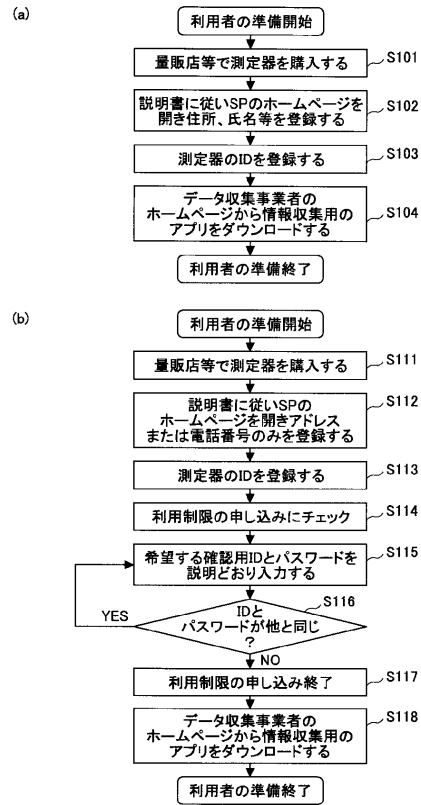 (a)
利用者の準備開始
量販店等で測定器を購入する
S101
説明書に従いSPのホームページを
開き住所、氏名等を登録する
S102
測定器のIDを登録する
S103
データ収集事業者の
ホームページから情報収集用の
アプリをダウンロードする
S104
利用者の準備終了
(b)
利用者の準備開始
量販店等で測定器を購入する
S111
説明書に従いSPの
ホームページを開きアドレス
または電話番号のみを登録する
S112
測定器のIDを登録する
S113
利用制限の申し込みにチェック
S114
希望する確認用IDとパスワードを
説明どおり入力する
S115
IDと
パスワードが他と同じ
?
S116
YES
NO
利用制限の申し込み終了
S117
データ収集事業者の
ホームページから情報収集用の
アプリをダウンロードする
S118
利用者の準備終了